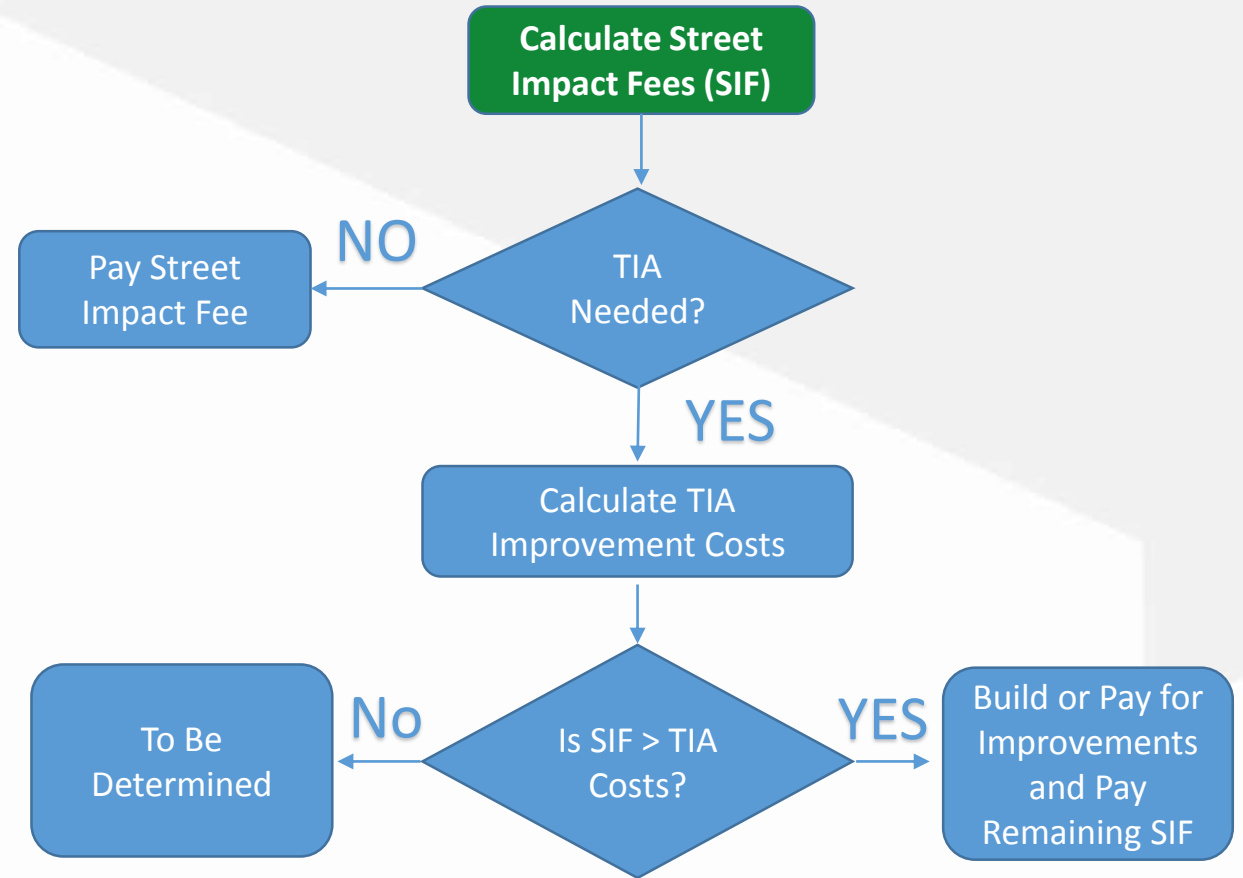 Calculate Street
Impact Fees (SIF)
NO
Pay Street
Impact Fee
TIA
Needed?
YES
Calculate TIA
Improvement Costs
To Be
Determined
No
Is SIF > TIA
Costs?
YES
Build or Pay for
Improvements
and Pay
Remaining SIF